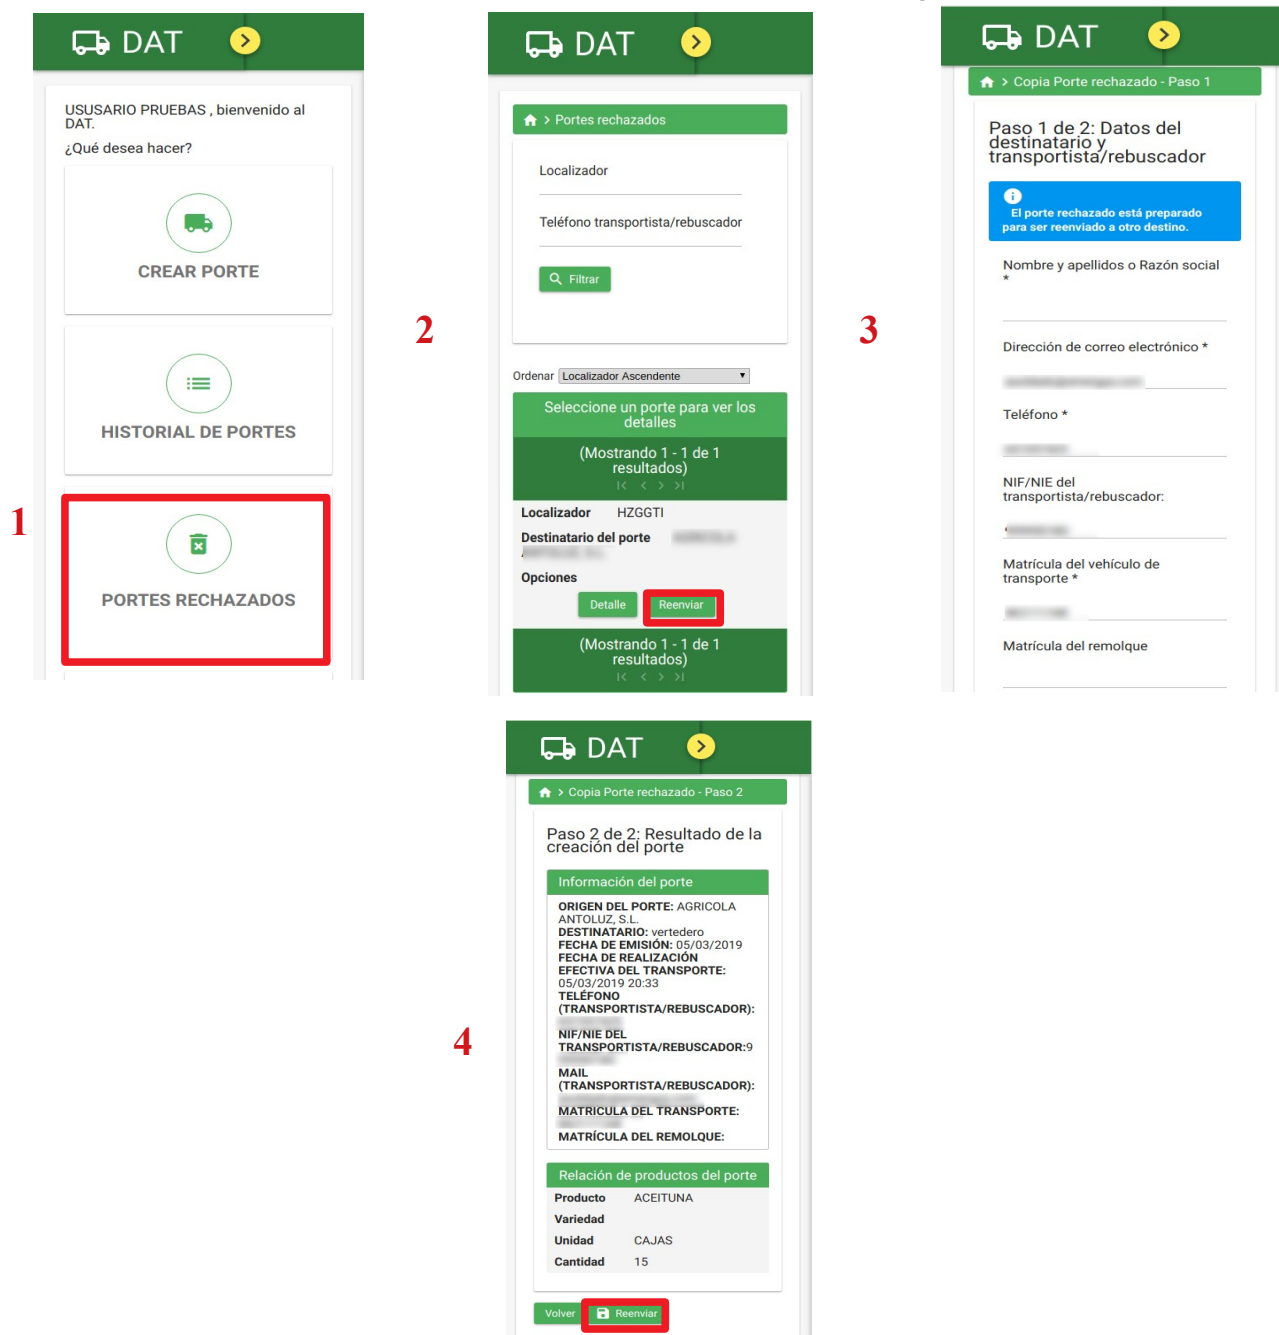 DAT
USUSARIO PRUEBAS , bienvenido al
DAT.
¿Qué desea hacer?
CREAR PORTE
HISTORIAL DE PORTES
1
PORTES RECHAZADOS
DAT
> Portes rechazados
Localizador
Teléfono transportista/rebuscador
Filtrar
2
Ordenar Localizador Ascendente
Seleccione un porte para ver los
detalles
(Mostrando 1 - 1 de 1
resultados)
Localizador HZGGTI
Destinatario del porte
Opciones
Detalle Reenviar
(Mostrando 1 - 1 de 1
resultados)
DAT
> Copia Porte rechazado - Paso 1
Paso 1 de 2: Datos del
destinatario y
transportista/rebuscador
El porte rechazado está preparado
para ser reenviado a otro destino.
Nombre y apellidos o Razón social
*
3
Dirección de correo electrónico *
Teléfono *
NIF/NIE del
transportista/rebuscador:
Matrícula del vehículo de
transporte *
Matrícula del remolque
DAT
> Copia Porte rechazado - Paso 2
Paso 2 de 2: Resultado de la
creación del porte
Información del porte
ORIGEN DEL PORTE: AGRICOLA
ANTOLUZ, S.L.
DESTINATARIO: vertedero
FECHA DE EMISIÓN: 05/03/2019
FECHA DE REALIZACIÓN
EFECTIVA DEL TRANSPORTE:
05/03/2019 20:33
TELÉFONO
(TRANSPORTISTA/REBUSCADOR):
NIF/NIE DEL
TRANSPORTISTA/REBUSCADOR:9
4
MAIL
(TRANSPORTISTA/REBUSCADOR):
MATRICULA DEL TRANSPORTE:
MATRÍCULA DEL REMOLQUE:
Relación de productos del porte
Producto ACEITUNA
Variedad
Unidad CAJAS
Cantidad 15
Volver Reenviar